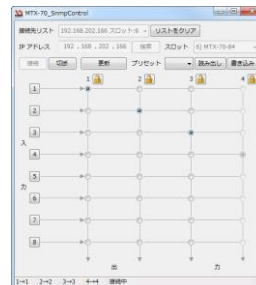 MTX-70_SnmpControl
接続先リスト 192.168.202.166 スロット:6 リストをクリア
IP アドレス 192 . 168 . 202 . 166 検索 スロット 6) MTX-70-84
接続 切断 更新 プリセット 読み出し 書き込み
1 2 3 4
1
2
3
入
4
5
力
6
7
8
出 力
1→1 2→2 3→3 4→4 接続中